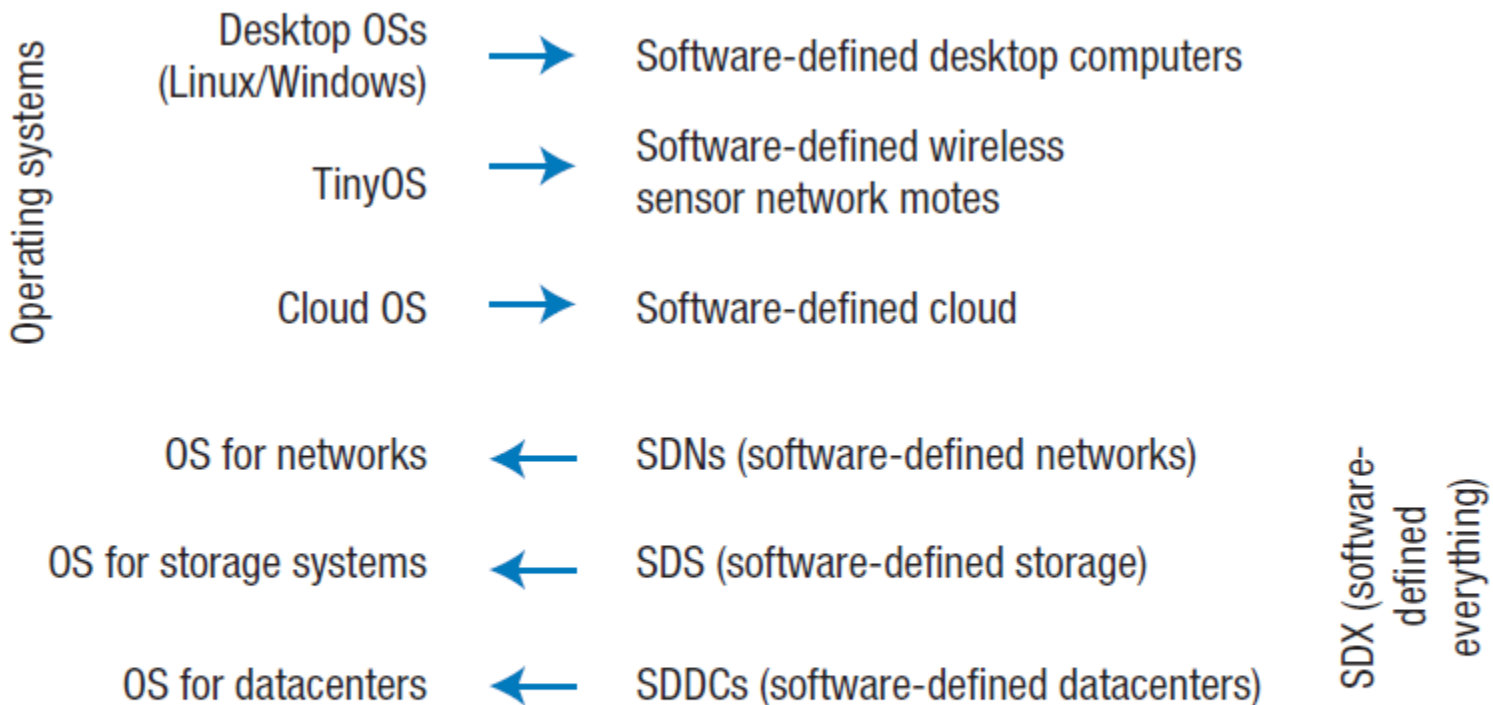 Operating systems
Desktop OSs
(Linux/Windows)
Software-defined desktop computers
TinyOS
Software-defined wireless
sensor network motes
Cloud OS
Software-defined cloud
OS for networks
SDNs (software-defined networks)
OS for storage systems
SDS (software-defined storage)
OS for datacenters
SDDCs (software-defined datacenters)
SDX (software-
defined
everything)